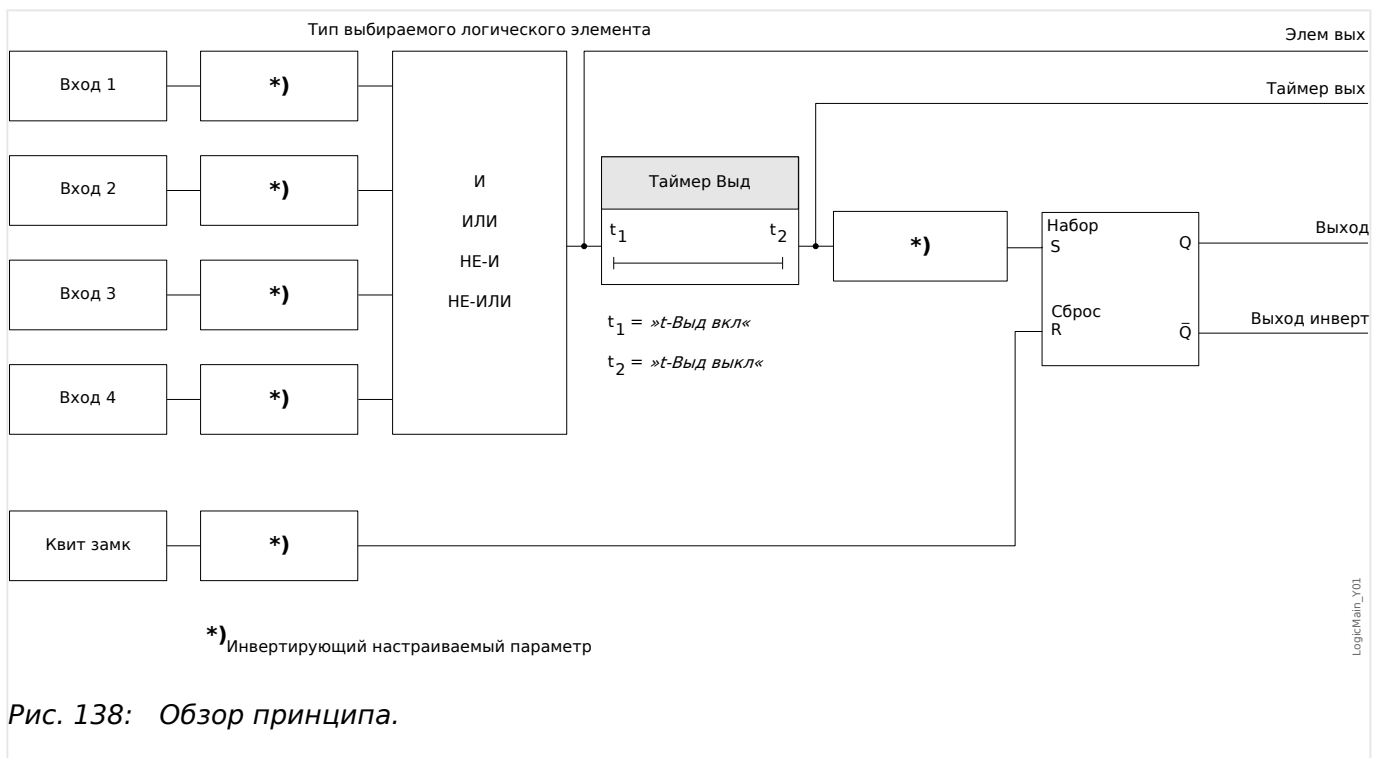 Тип выбираемого логического элемента
Элем вых
Вход 1
*)
Таймер вых
Вход 2
*)
И
ИЛИ
НЕ-И
НЕ-ИЛИ
Таймер Выд
t1 t2
*)
Набор
S
Q
Выход
Вход 3
*)
t1 = »t-Выд вкл«
t2 = »t-Выд выкл«
Сброс
R
Q̅
Выход инверт
Вход 4
*)
Квит замк
*)
*)Инвертирующий настраиваемый параметр
LogicMain_Y01
Рис. 138: Обзор принципа.